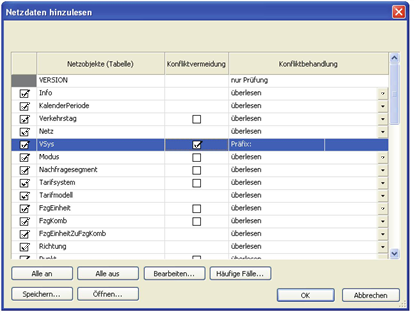 Netzdaten hinzulesen
Netzobjekte (Tabelle) Konfliktvermeidung Konfliktbehandlung
VERSION nur Prüfung
Info überlesen
KalenderPeriode überlesen
Verkehrstag überlesen
Netz überlesen
VSys Präfix:
Modus überlesen
Nachfragesegment überlesen
Tarifsystem überlesen
Tarifmodell überlesen
FzgEinheit überlesen
FzgKomb überlesen
FzgEinheitZuFzgKomb überlesen
Richtung überlesen
Punkt überlesen
Alle an Alle aus Bearbeiten... Häufige Fälle...
Speichern... Öffnen... OK Abbrechen